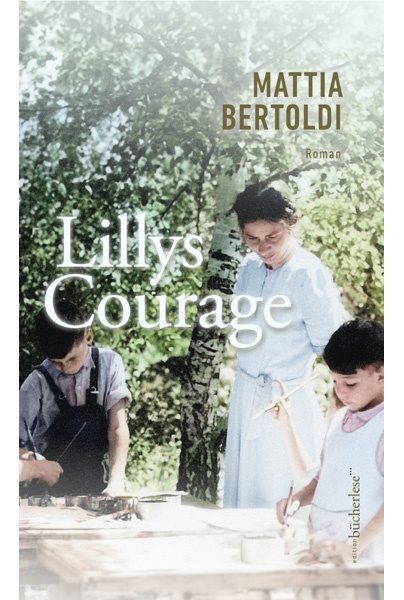 MATTIA
BERTOLDI
Roman
Lillys
Courage
edition bücherlese